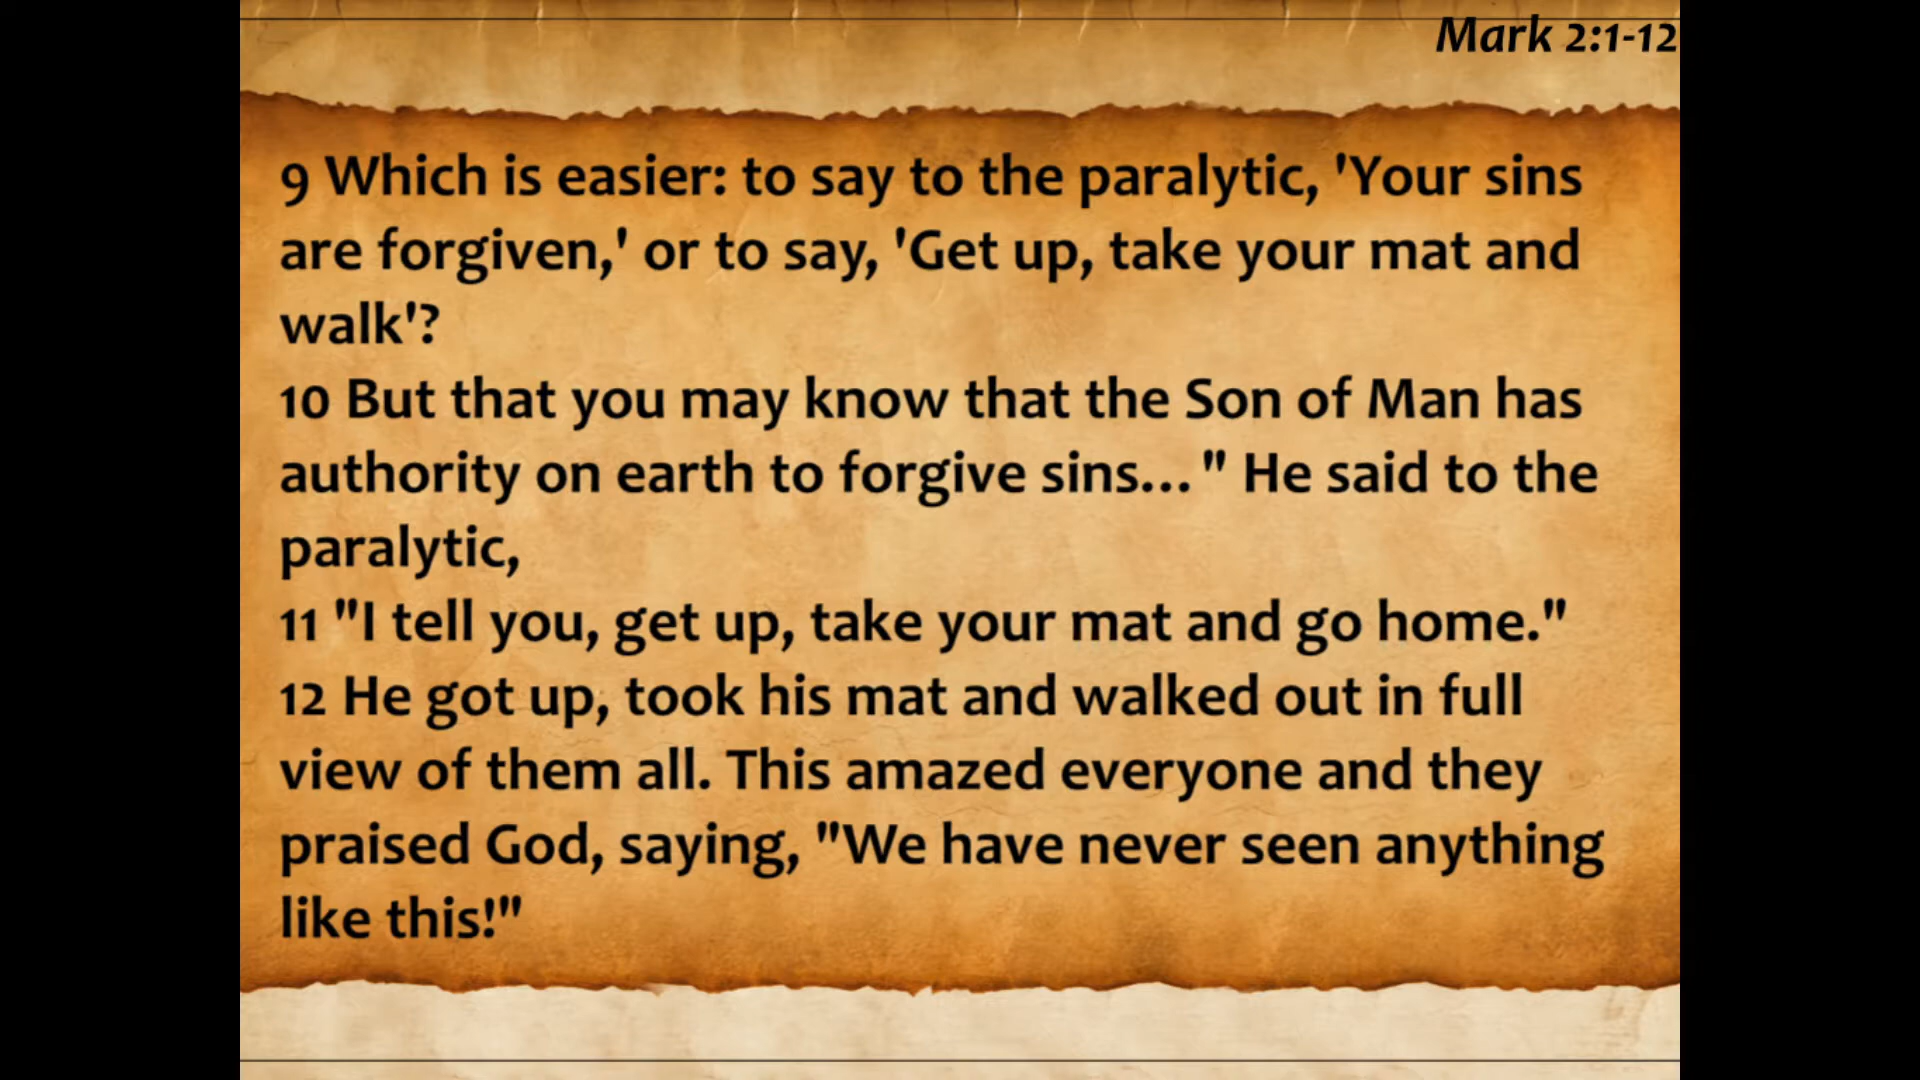 Mark 2:1-12
9 Which is easier: to say to the paralytic, 'Your sins
are forgiven,' or to say, 'Get up, take your mat and
walk'?
10 But that you may know that the Son of Man has
authority on earth to forgive sins… " He said to the
paralytic,
11 "I tell you, get up, take your mat and go home."
12 He got up, took his mat and walked out in full
view of them all. This amazed everyone and they
praised God, saying, "We have never seen anything
like this!"